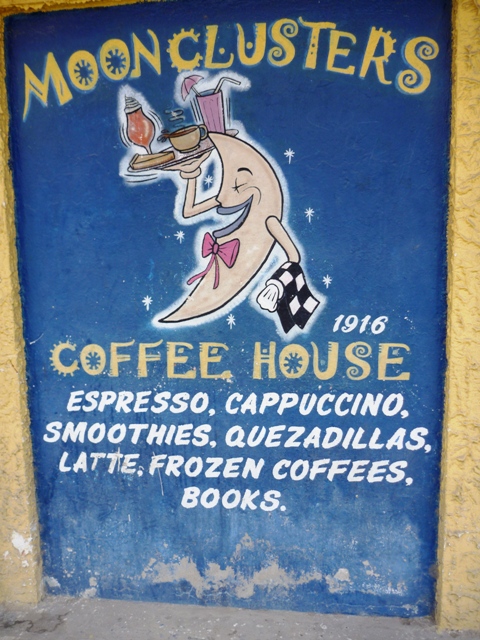 MOONCLUSTERS
1916
COFFEE HOUSE
ESPRESSO, CAPPUCCINO,
SMOOTHIES, QUEZADILLAS,
LATTE, FROZEN COFFEES,
BOOKS.